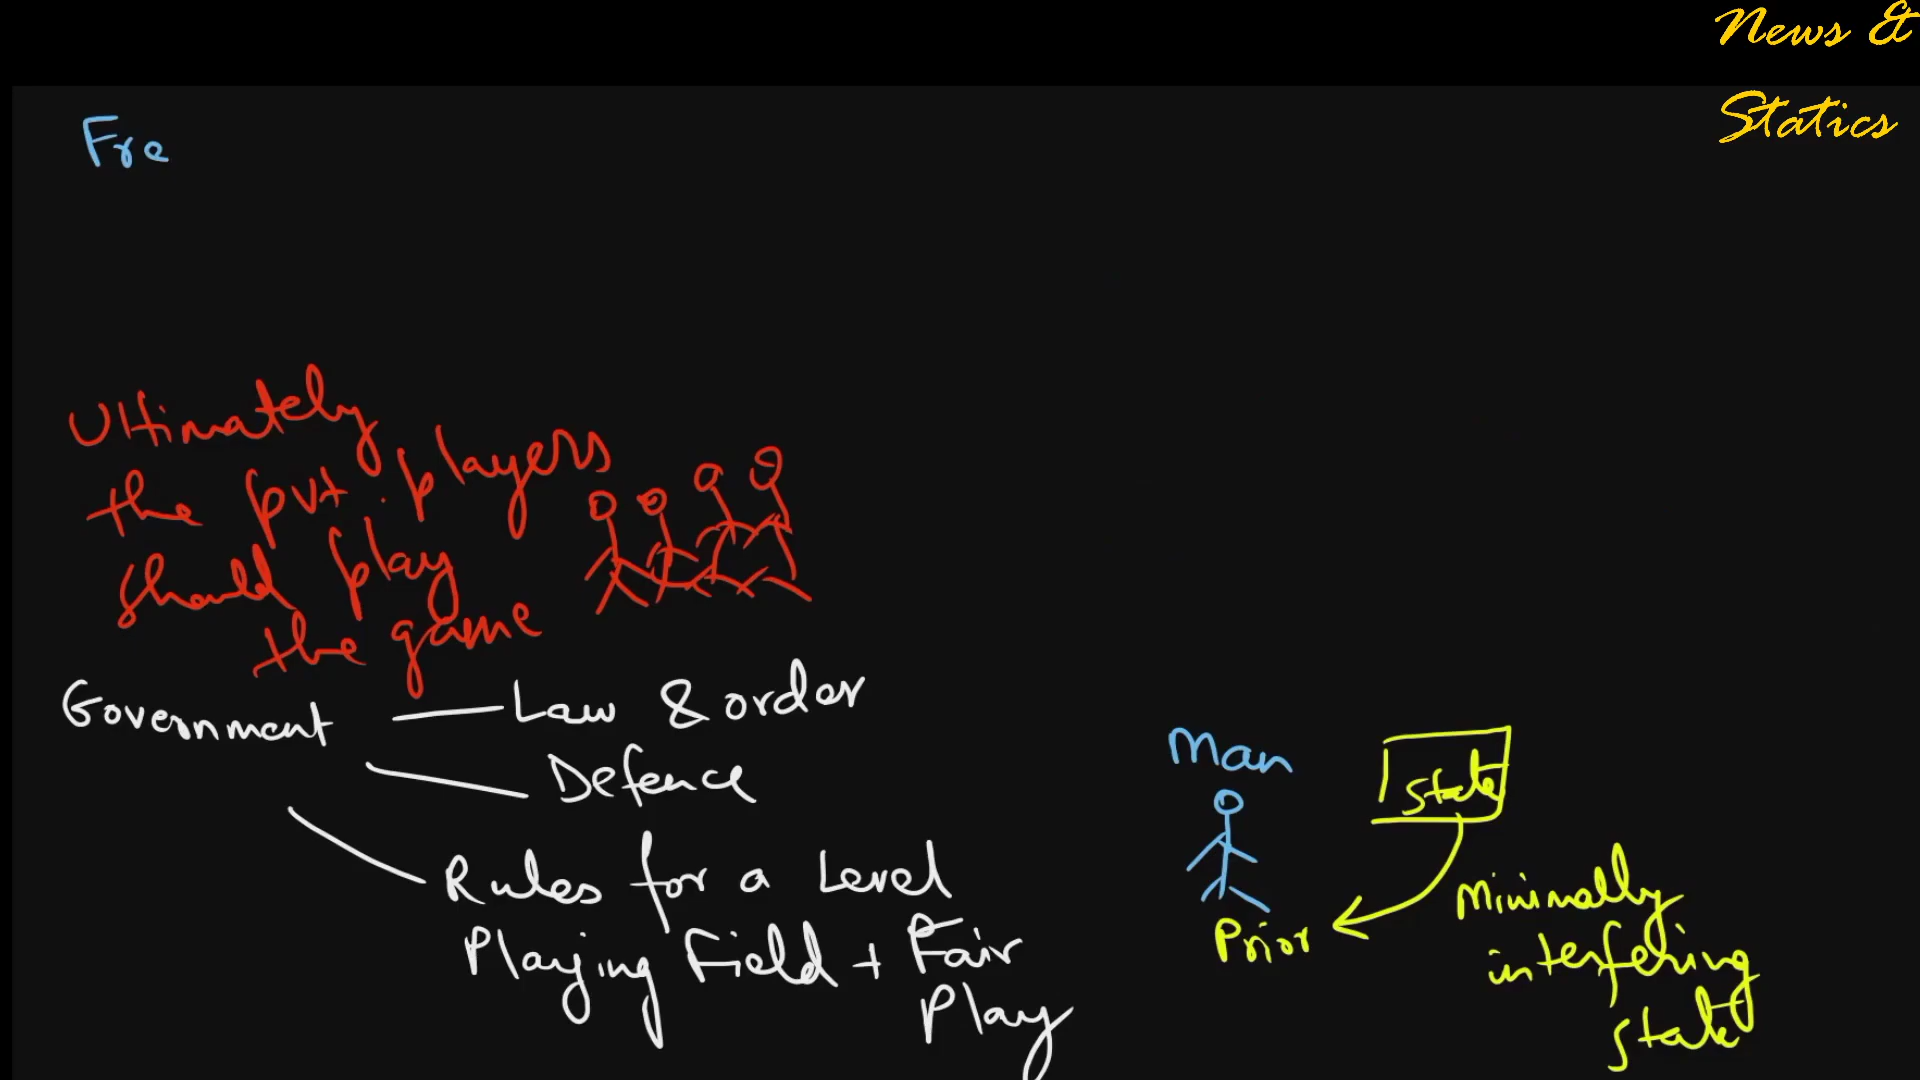 News &
Statics
Fre
Ultimately
the pvt. players
should play
the game
Government — Law & order
Defence
Rules for a Level
Playing Field + Fair
Play
Man
State
Prior
Minimally
interfering
state